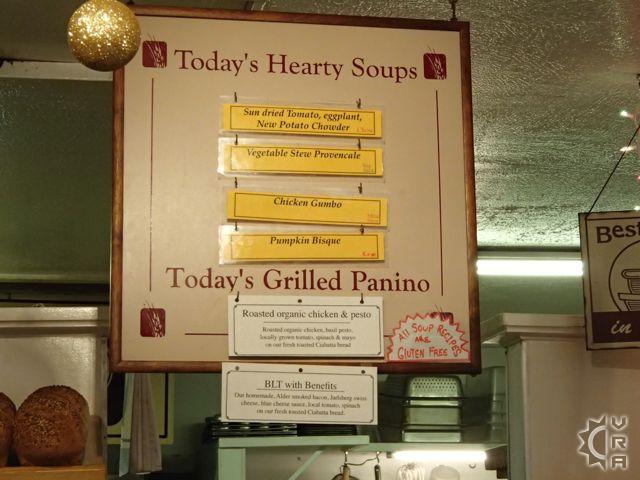 Today's Hearty Soups
Sun dried Tomato, eggplant,
New Potato Chowder
Vegetable Stew Provencale
Chicken Gumbo
Pumpkin Bisque
Today's Grilled Panino
Roasted organic chicken & pesto
Roasted organic chicken, basil pesto,
locally grown tomato, spinach & mayo
on our fresh toasted Ciabatta bread
All Soup Recipes
are
Gluten Free
BLT with Benefits
Our homemade, Alder smoked bacon, Jarlsberg swiss
cheese, blue cheese sauce, local tomato, spinach
on our fresh toasted Ciabatta bread.
Best
in
VRA